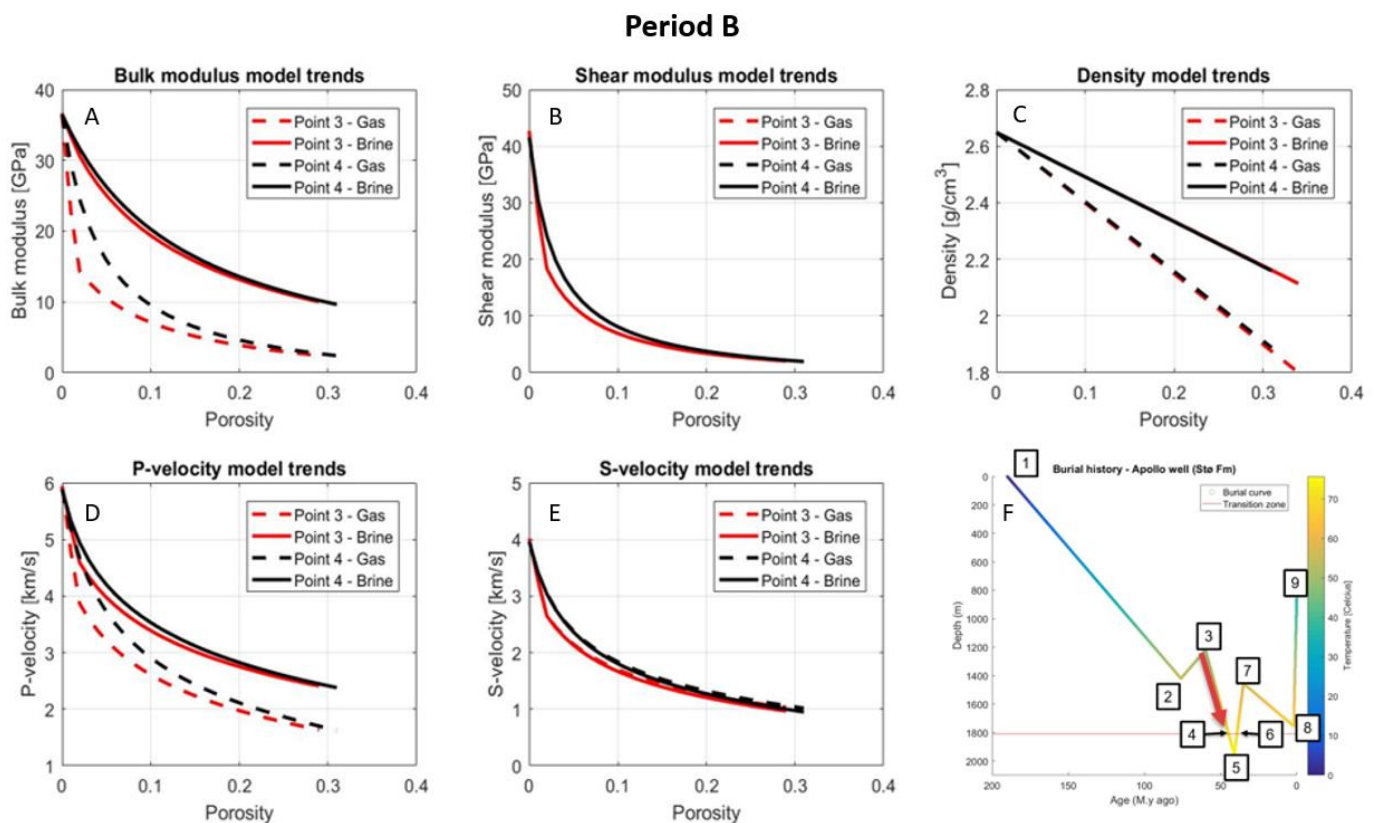 Period B
Bulk modulus model trends
A
Point 3 - Gas
Point 3 - Brine
Point 4 - Gas
Point 4 - Brine
Bulk modulus [GPa]
40
30
20
10
0
0 0.1 0.2 0.3 0.4
Porosity
Shear modulus model trends
B
Point 3 - Gas
Point 3 - Brine
Point 4 - Gas
Point 4 - Brine
Shear modulus [GPa]
50
40
30
20
10
0
0 0.1 0.2 0.3 0.4
Porosity
Density model trends
C
Point 3 - Gas
Point 3 - Brine
Point 4 - Gas
Point 4 - Brine
Density [g/cm3]
2.8
2.6
2.4
2.2
2
1.8
0 0.1 0.2 0.3 0.4
Porosity
P-velocity model trends
D
Point 3 - Gas
Point 3 - Brine
Point 4 - Gas
Point 4 - Brine
P-velocity [km/s]
6
5
4
3
2
1
0 0.1 0.2 0.3 0.4
Porosity
S-velocity model trends
E
Point 3 - Gas
Point 3 - Brine
Point 4 - Gas
Point 4 - Brine
S-velocity [km/s]
5
4
3
2
1
0
0 0.1 0.2 0.3 0.4
Porosity
Burial history - Apollo well (Stø Fm)
F
Burial curve
Transition zone
1
2
3
4
5
6
7
8
9
Depth (m)
0
200
400
600
800
1000
1200
1400
1600
1800
2000
200 150 100 50 0
Age (M.y ago)
70
60
50
40
30
20
10
0
Temperature [Celcius]